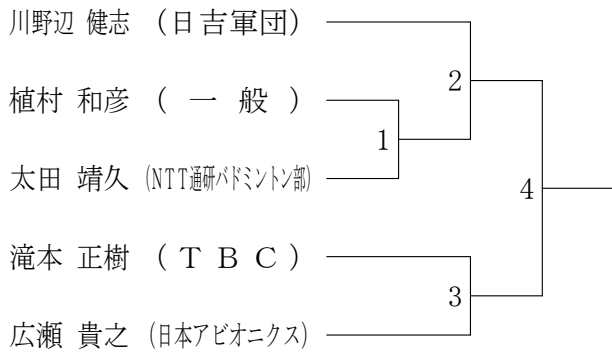 川野辺 健志 (日吉軍団)
2
植村 和彦 ( 一 般 )
1
太田 靖久 (NTT通研バドミントン部)
4
滝本 正樹 ( T B C )
3
広瀬 貴之 (日本アビオニクス)